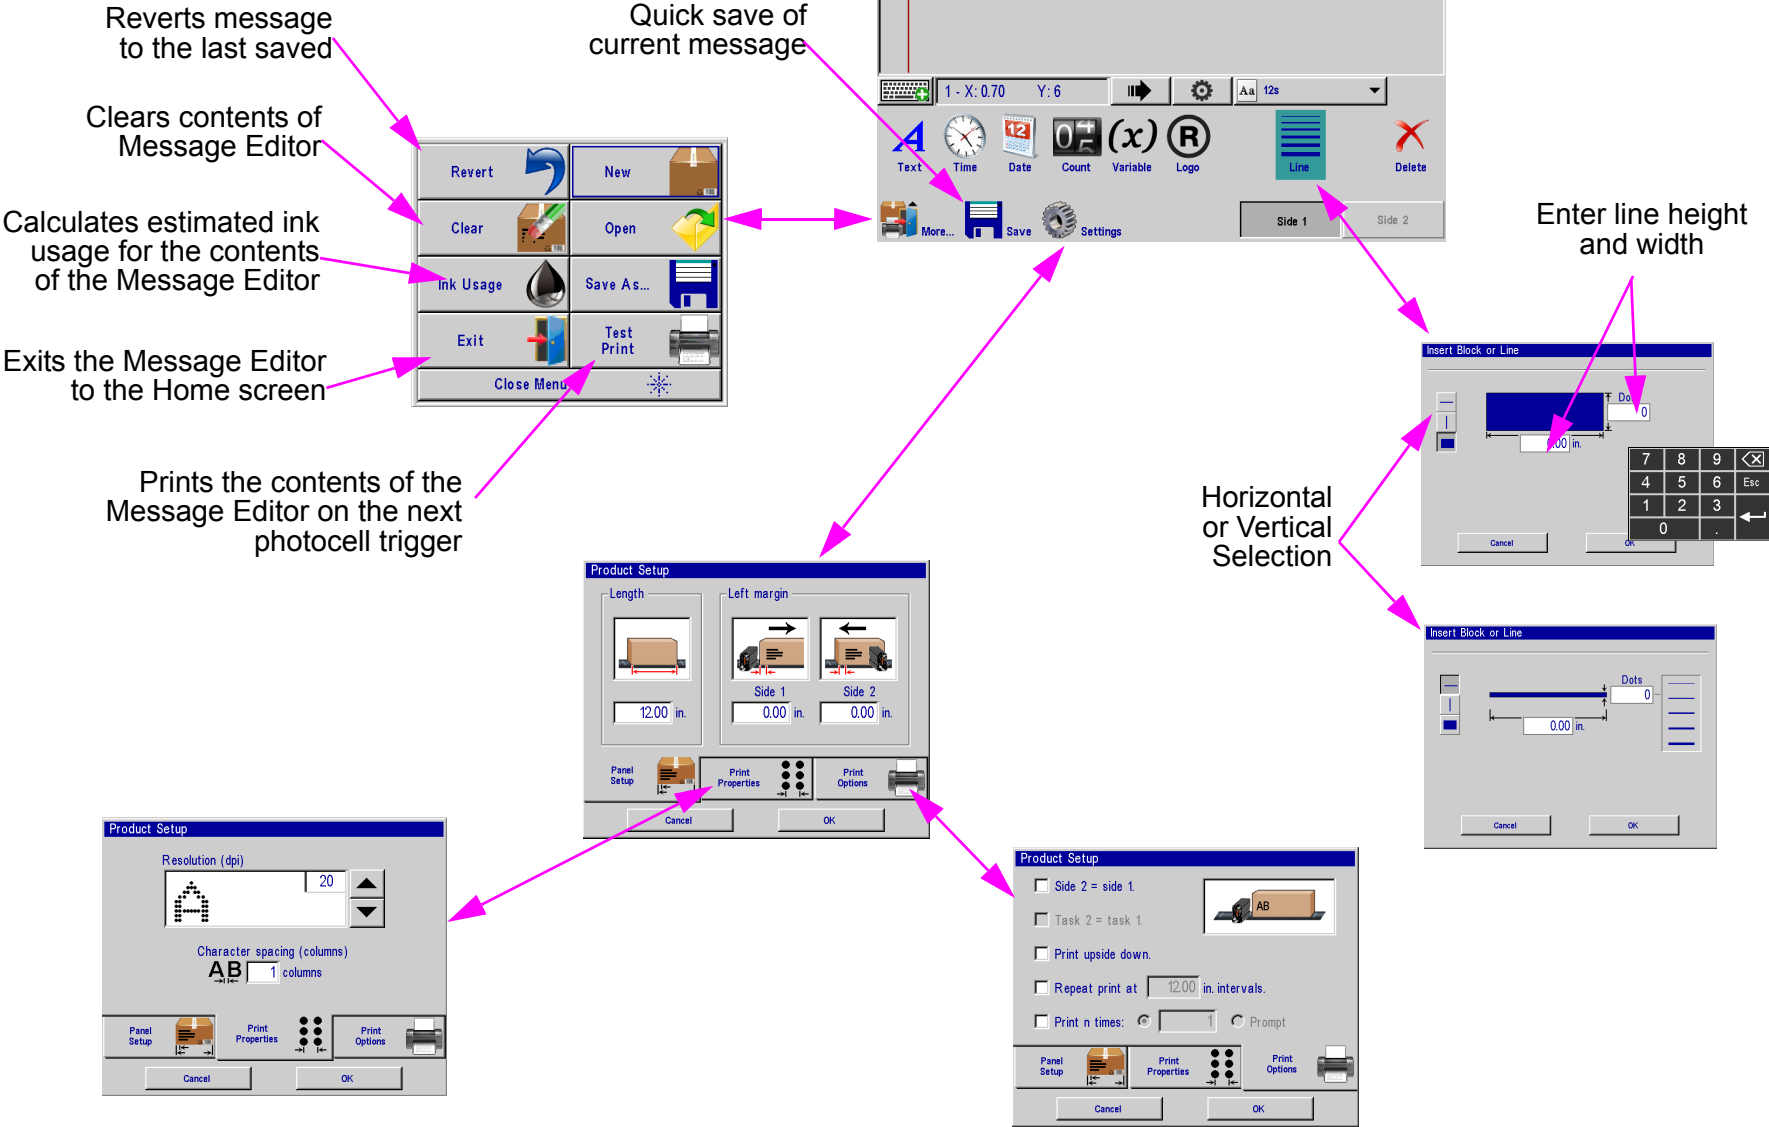 Reverts message
to the last saved
Quick save of
current message
Clears contents of
Message Editor
Calculates estimated ink
usage for the contents
of the Message Editor
Exits the Message Editor
to the Home screen
Prints the contents of the
Message Editor on the next
photocell trigger
Revert
New
Clear
Open
Ink Usage
Save As...
Exit
Test
Print
Close Menu
1 - X: 0.70 Y: 6
Aa 12s
Text
Time
12
Date
Count
(x)
Variable
R
Logo
Line
Delete
More...
Save
Settings
Side 1
Side 2
Enter line height
and width
Insert Block or Line
Dots
0
0.00 in.
7 8 9
4 5 6 Esc
1 2 3
0 .
Cancel
OK
Horizontal
or Vertical
Selection
Insert Block or Line
Dots
0
0.00 in.
Cancel
OK
Product Setup
Length
Left margin
Side 1
Side 2
12.00 in.
0.00 in.
0.00 in.
Panel
Setup
Print
Properties
Print
Options
Cancel
OK
Product Setup
Resolution (dpi)
A
20
Character spacing (columns)
AB 1 columns
Panel
Setup
Print
Properties
Print
Options
Cancel
OK
Product Setup
Side 2 = side 1.
AB
Task 2 = task 1.
Print upside down.
Repeat print at 12.00 in. intervals.
Print n times: 1 Prompt
Panel
Setup
Print
Properties
Print
Options
Cancel
OK